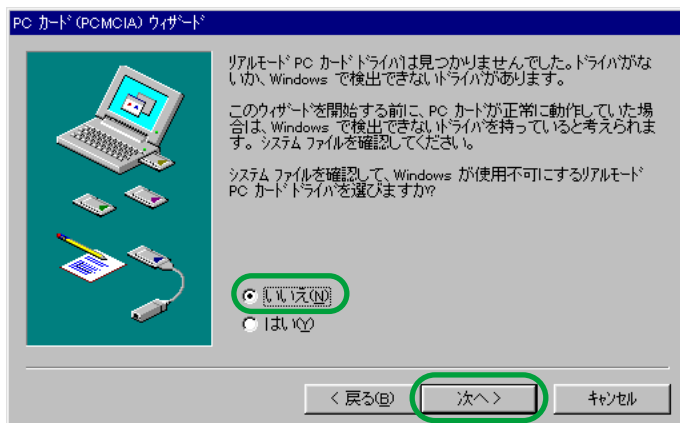 PC カード(PCMCIA) ウィザード
リアルモード PC カード ドライバは見つかりませんでした。ドライバがな
いか、Windows で検出できないドライバがあります。
このウィザードを開始する前に、PC カードが正常に動作していた場
合は、Windows で検出できないドライバを持っていると考えられま
す。システム ファイルを確認してください。
システム ファイルを確認して、Windows が使用不可にするリアルモード
PC カード ドライバを選びますか?
いいえ(N)
はい(Y)
< 戻る(B)
次へ >
キャンセル